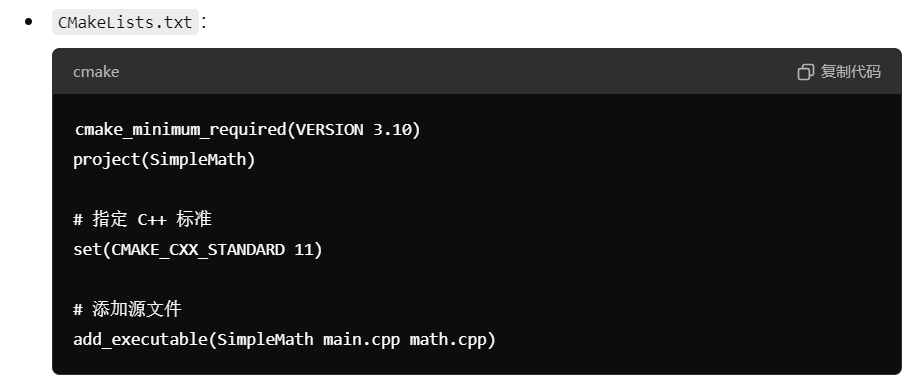 CMakeLists.txt：
cmake
复制代码
cmake_minimum_required(VERSION 3.10)
project(SimpleMath)
# 指定 C++ 标准
set(CMAKE_CXX_STANDARD 11)
# 添加源文件
add_executable(SimpleMath main.cpp math.cpp)